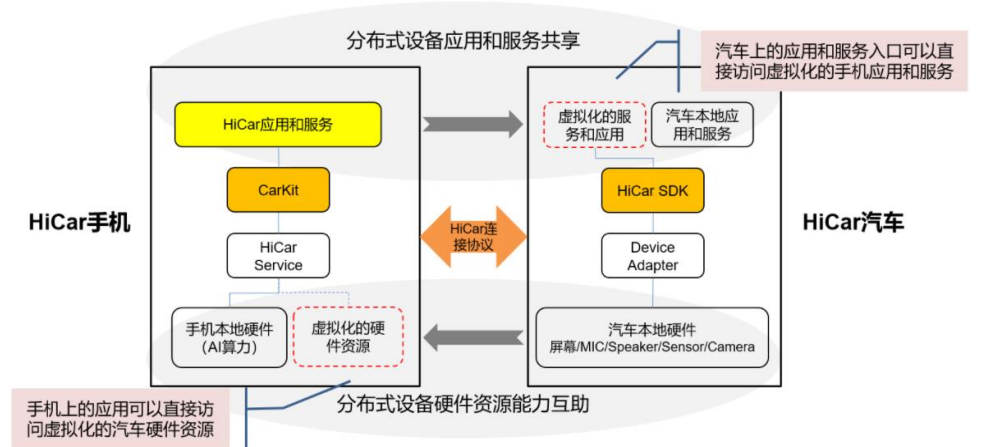 分布式设备应用和服务共享
汽车上的应用和服务入口可以直
接访问虚拟化的手机应用和服务
HiCar应用和服务
虚拟化的服
务和应用
汽车本地应
用和服务
CarKit
HiCar SDK
HiCar手机
HiCar连
接协议
HiCar汽车
HiCar
Service
Device
Adapter
手机本地硬件
（AI算力）
虚拟化的硬
件资源
汽车本地硬件
屏幕/MIC/Speaker/Sensor/Camera
分布式设备硬件资源能力互助
手机上的应用可以直接访
问虚拟化的汽车硬件资源